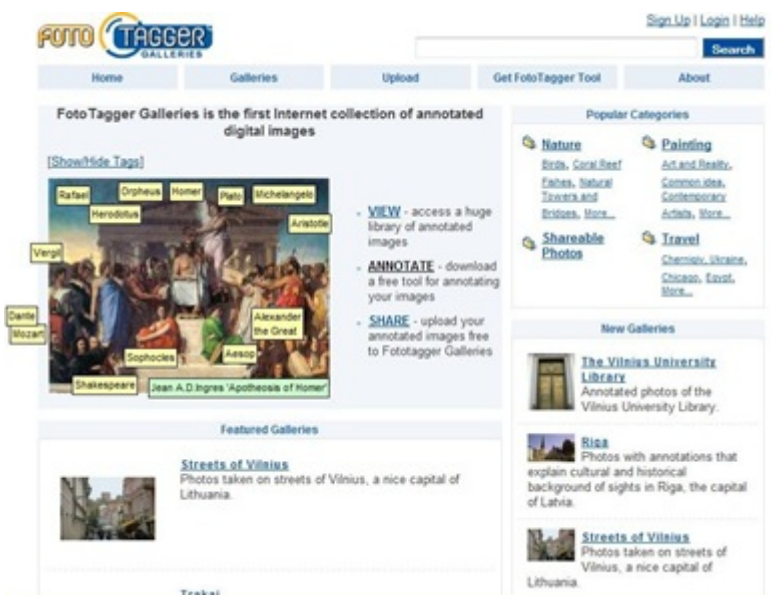 FOTO TAGGER
GALLERIES
Sign Up | Login | Help
Search
Home
Galleries
Upload
Get FotoTagger Tool
About
FotoTagger Galleries is the first Internet collection of annotated
digital images
[Show/Hide Tags]
Rafael
Orpheus
Homer
Plato
Michelangelo
Herodotus
Aristotle
Vergil
Dante
Mozart
Alexander
the Great
Sophocles
Aesop
Shakespeare
Jean A.D.Ingres 'Apotheosis of Homer'
VIEW - access a huge
library of annotated
images
ANNOTATE - download
a free tool for annotating
your images
SHARE - upload your
annotated images free
to Fototagger Galleries
Featured Galleries
Streets of Vilnius
Photos taken on streets of Vilnius, a nice capital of
Lithuania.
Trakai
Popular Categories
Nature
Birds, Coral Reef
Fishes, Natural
Towers and
Bridges, More...
Shareable
Photos
Painting
Art and Reality,
Common idea,
Contemporary
Artists, More...
Travel
Cherniqiv, Ukraine,
Chicago, Egypt,
More...
New Galleries
The Vilnius University
Library
Annotated photos of the
Vilnius University Library.
Riga
Photos with annotations that
explain cultural and historical
background of sights in Riga, the capital
of Latvia.
Streets of Vilnius
Photos taken on streets of
Vilnius, a nice capital of
Lithuania.